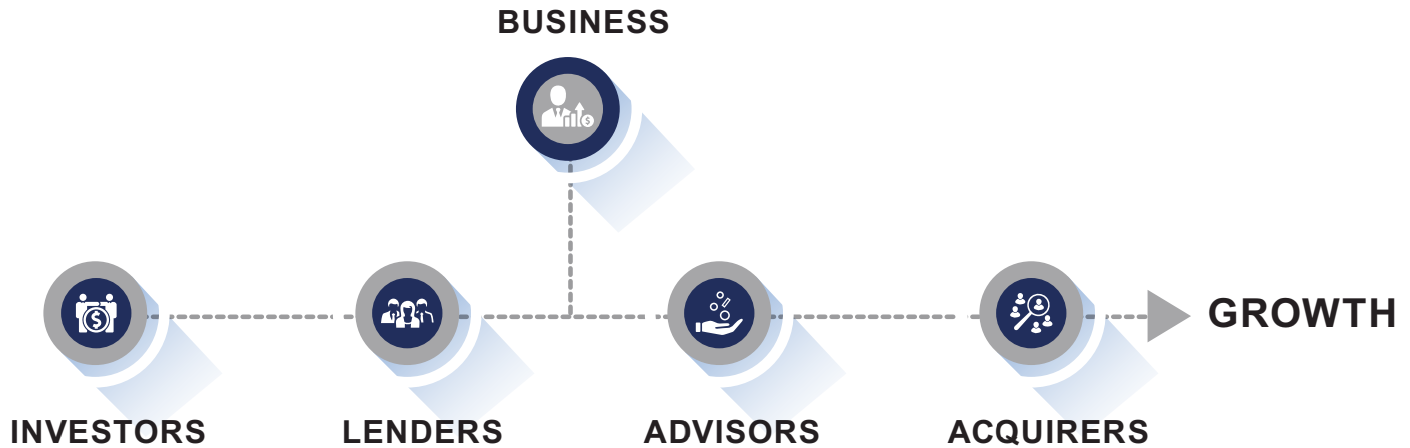 BUSINESS
GROWTH
INVESTORS
LENDERS
ADVISORS
ACQUIRERS